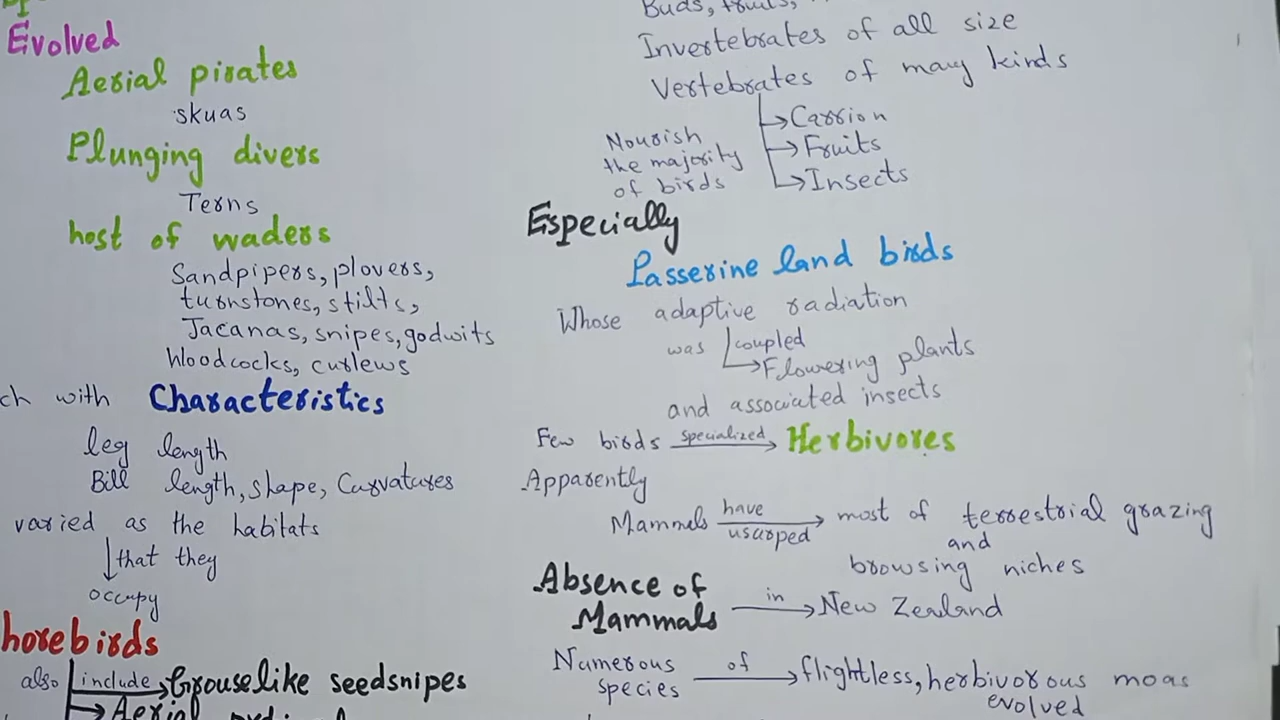 Evolved
Aerial pirates
skuas
Plunging divers
Terns
host of waders
Sandpipers, plovers,
turnstones, stilts,
Jacanas, snipes, godwits
Woodcocks, curlews
ch with Characteristics
leg length
Bill length, shape, Curvatures
varied as the habitats
that they
occupy
horebirds
also include Grouselike seedsnipes
Aerial
Buds, fruits,
Invertebrates of all size
Vertebrates of many kinds
Carrion
Fruits
Insects
Nourish
the majority
of birds
Especially
Passerine land birds
Whose adaptive radiation
was coupled
Flowering plants
and associated insects
Few birds specialized Herbivores
Apparently
Mammals have usurped most of terrestrial grazing
and
browsing niches
Absence of
Mammals in New Zealand
Numerous
species of flightless, herbivorous moas
evolved